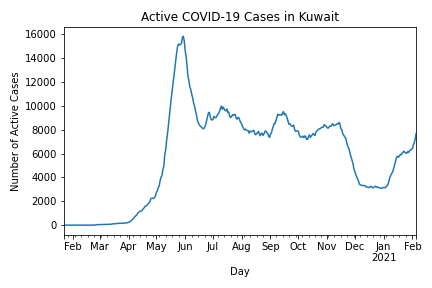 Active COVID-19 Cases in Kuwait
16000
14000
12000
10000
8000
6000
4000
2000
0
Number of Active Cases
Feb Mar Apr May Jun Jul Aug Sep Oct Nov Dec Jan Feb
2021
Day